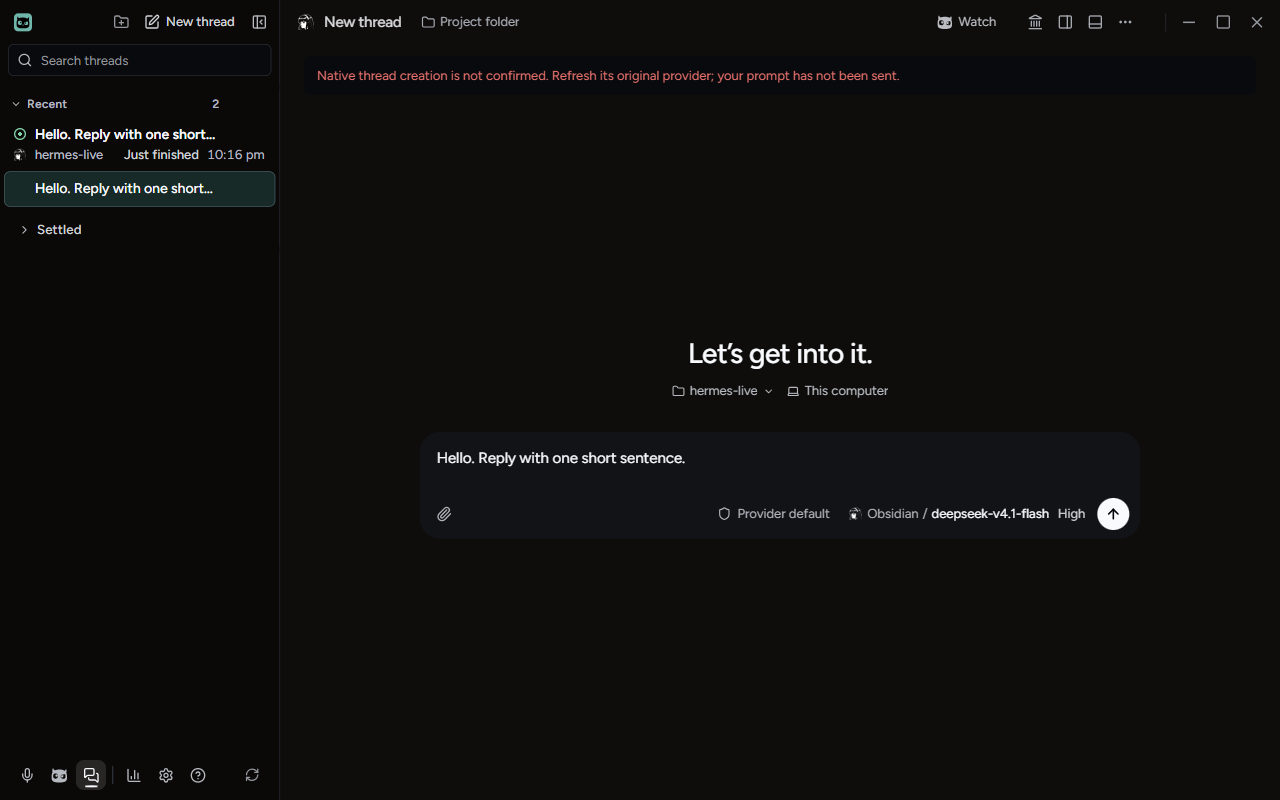 New thread
Search threads
Recent 2
Hello. Reply with one short...
hermes-live Just finished 10:16 pm
Hello. Reply with one short...
Settled
New thread Project folder
Watch
Native thread creation is not confirmed. Refresh its original provider; your prompt has not been sent.
Let's get into it.
hermes-live This computer
Hello. Reply with one short sentence.
Provider default Obsidian / deepseek-v4.1-flash High